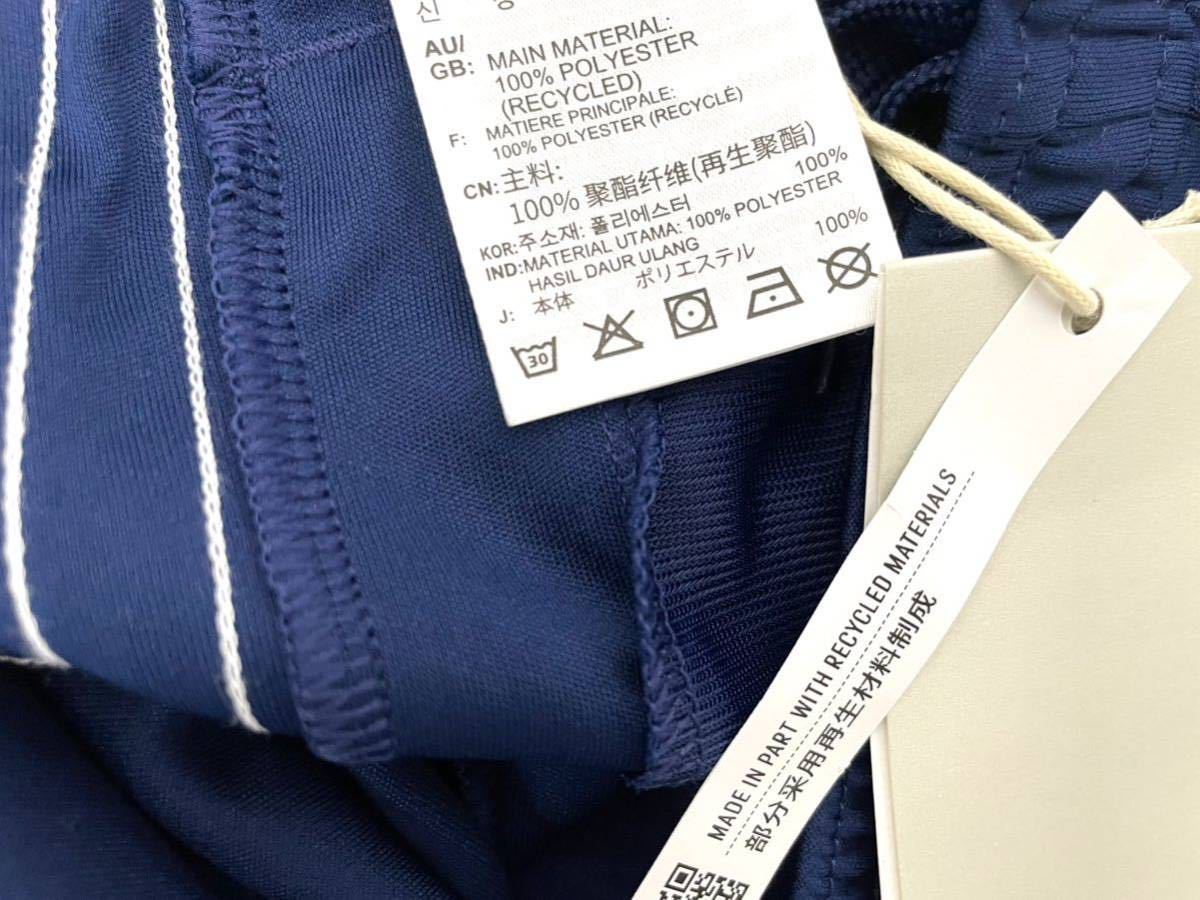 신
AU/
GB: MAIN MATERIAL:
100% POLYESTER
(RECYCLED)
F: MATIERE PRINCIPALE:
100% POLYESTER (RECYCLÉ)
CN: 主料:
100% 聚酯纤维(再生聚酯)
KOR: 주소재: 폴리에스터 100%
IND: MATERIAL UTAMA: 100% POLYESTER
HASIL DAUR ULANG
J: 本体 ポリエステル 100%
30
MADE IN PART WITH RECYCLED MATERIALS
部分采用再生材料制成